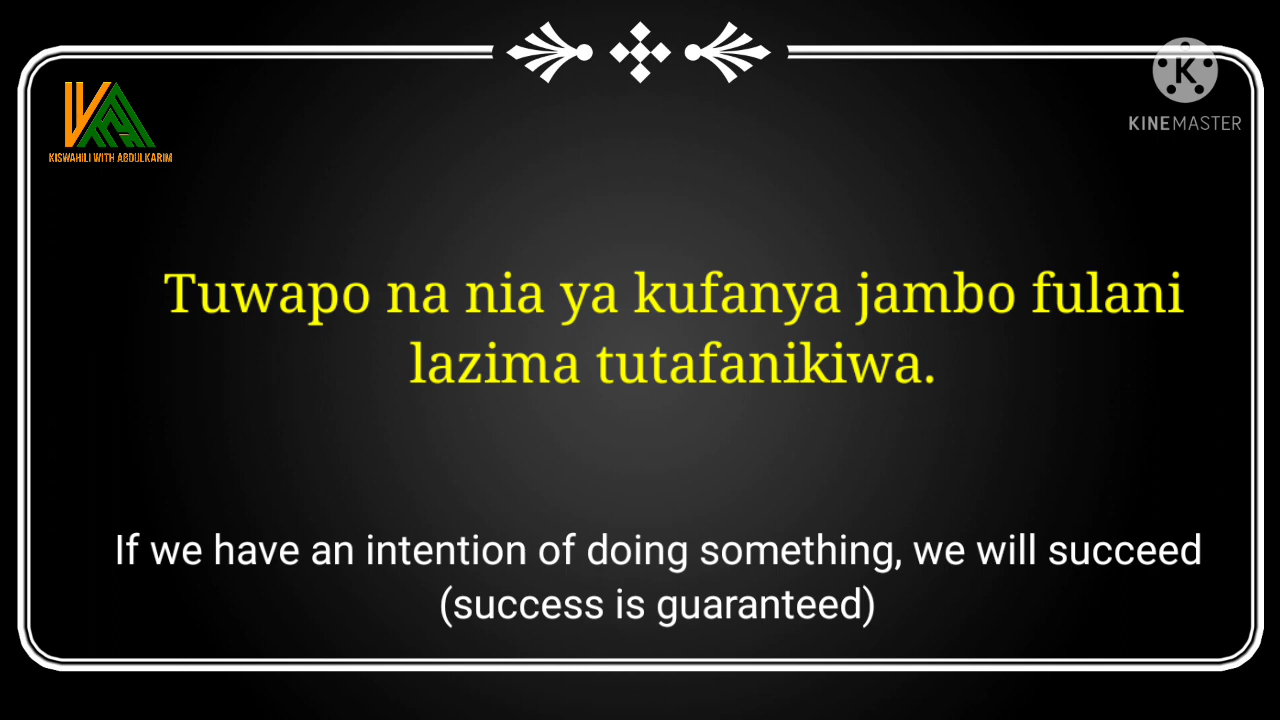 KINEMASTER
KISWAHILI WITH ABDULKARIM
Tuwapo na nia ya kufanya jambo fulani
lazima tutafanikiwa.
If we have an intention of doing something, we will succeed
(success is guaranteed)